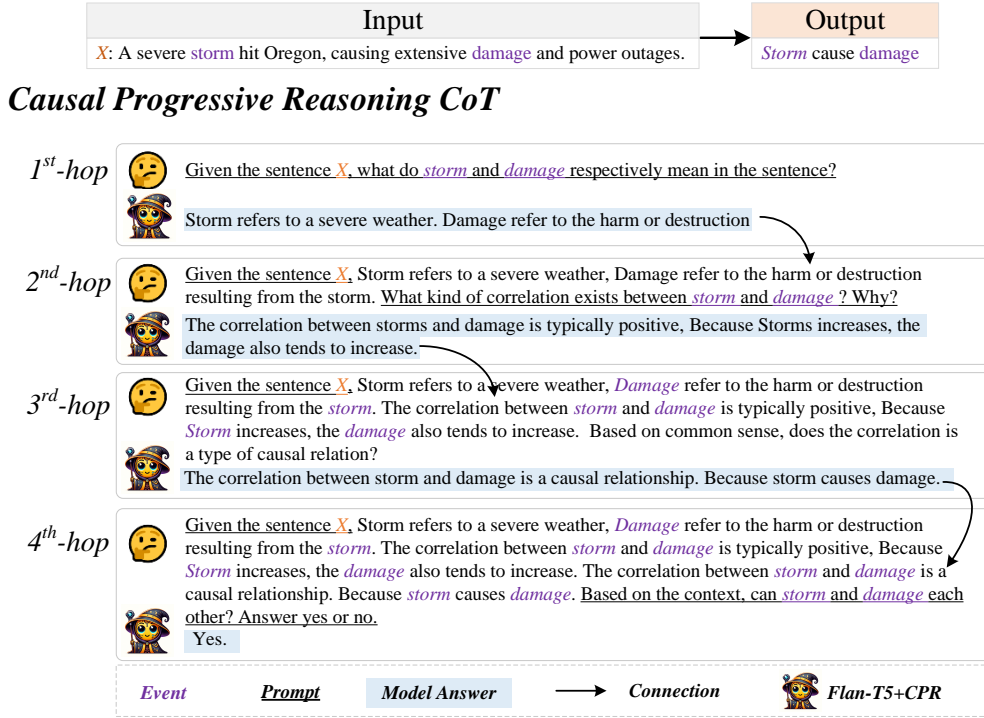 Input
Output
X: A severe storm hit Oregon, causing extensive damage and power outages.
Storm cause damage
Causal Progressive Reasoning CoT
1st-hop
Given the sentence X, what do storm and damage respectively mean in the sentence?
Storm refers to a severe weather. Damage refer to the harm or destruction
2nd-hop
Given the sentence X, Storm refers to a severe weather, Damage refer to the harm or destruction
resulting from the storm. What kind of correlation exists between storm and damage ? Why?
The correlation between storms and damage is typically positive, Because Storms increases, the
damage also tends to increase.
3rd-hop
Given the sentence X, Storm refers to a severe weather, Damage refer to the harm or destruction
resulting from the storm. The correlation between storm and damage is typically positive, Because
Storm increases, the damage also tends to increase. Based on common sense, does the correlation is
a type of causal relation?
The correlation between storm and damage is a causal relationship. Because storm causes damage.
4th-hop
Given the sentence X, Storm refers to a severe weather, Damage refer to the harm or destruction
resulting from the storm. The correlation between storm and damage is typically positive, Because
Storm increases, the damage also tends to increase. The correlation between storm and damage is a
causal relationship. Because storm causes damage. Based on the context, can storm and damage each
other? Answer yes or no.
Yes.
Event
Prompt
Model Answer
Connection
Flan-T5+CPR